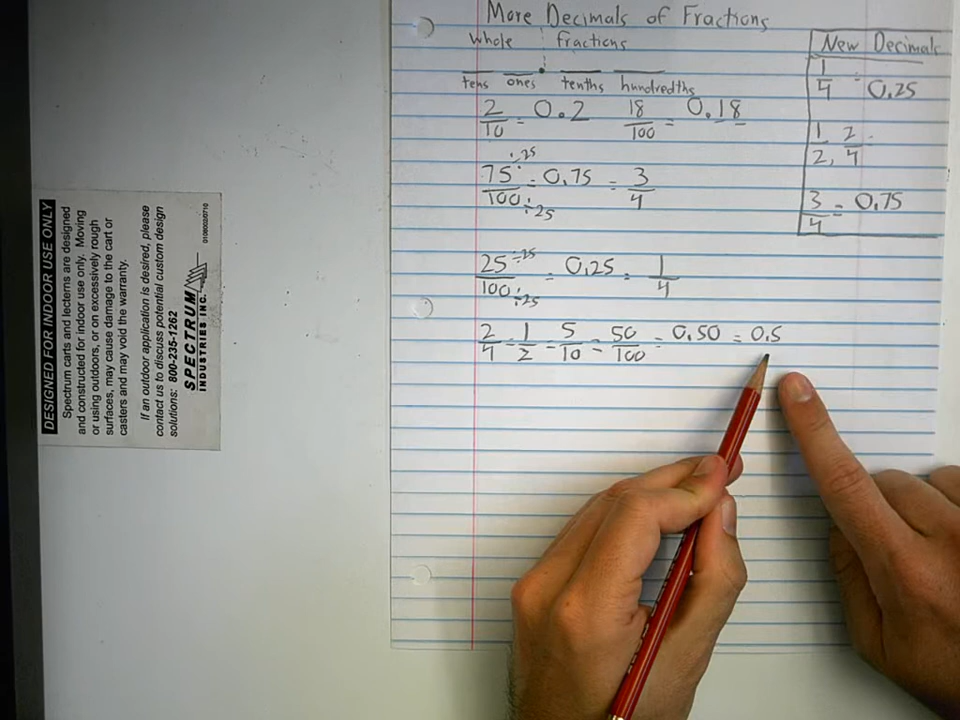 More Decimals of Fractions
whole fractions
tens ones . tenths hundredths
2/10 = 0.2 18/100 = 0.18
75/100 ÷25 ÷25 = 0.75 = 3/4
25/100 ÷25 ÷25 = 0.25 = 1/4
2/4 = 1/2 = 5/10 = 50/100 = 0.50 = 0.5
New Decimals
1/4 = 0.25
1/2, 2/4 =
3/4 = 0.75
DESIGNED FOR INDOOR USE ONLY
Spectrum carts and lecterns are designed
and constructed for indoor use only. Moving
or using outdoors, or on excessively rough
surfaces, may cause damage to the cart or
casters and may void the warranty.
If an outdoor application is desired, please
contact us to discuss potential custom design
solutions: 800-235-1262
SPECTRUM
INDUSTRIES INC.